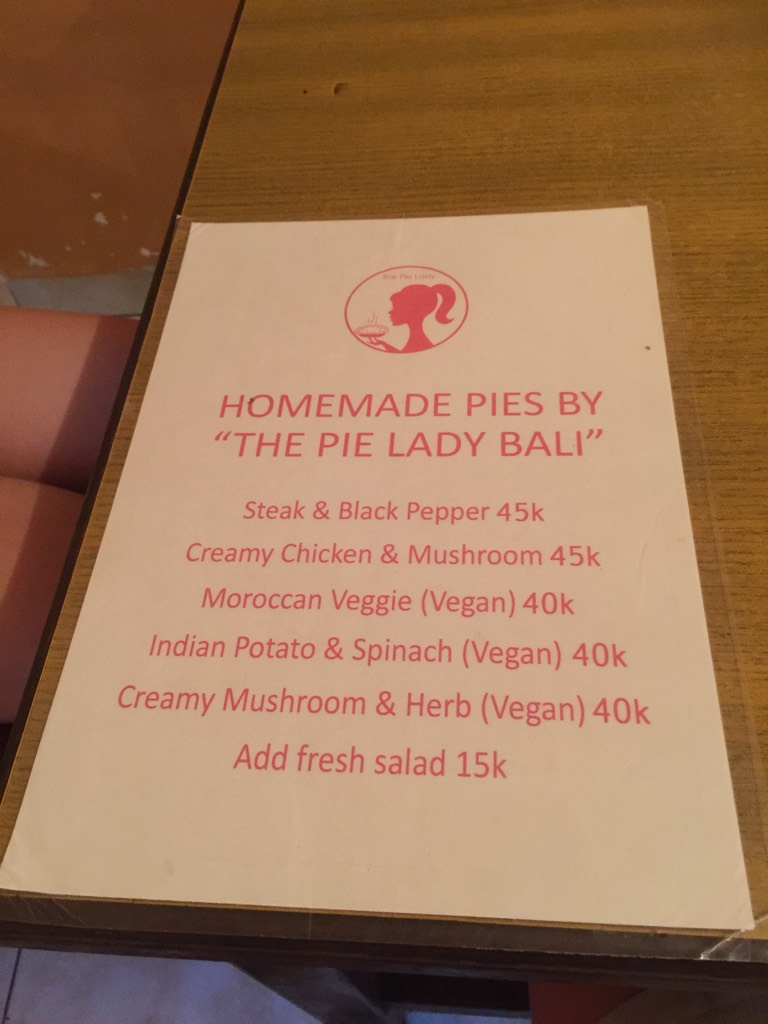 The Pie Lady
HOMEMADE PIES BY
“THE PIE LADY BALI”
Steak & Black Pepper 45k
Creamy Chicken & Mushroom 45k
Moroccan Veggie (Vegan) 40k
Indian Potato & Spinach (Vegan) 40k
Creamy Mushroom & Herb (Vegan) 40k
Add fresh salad 15k